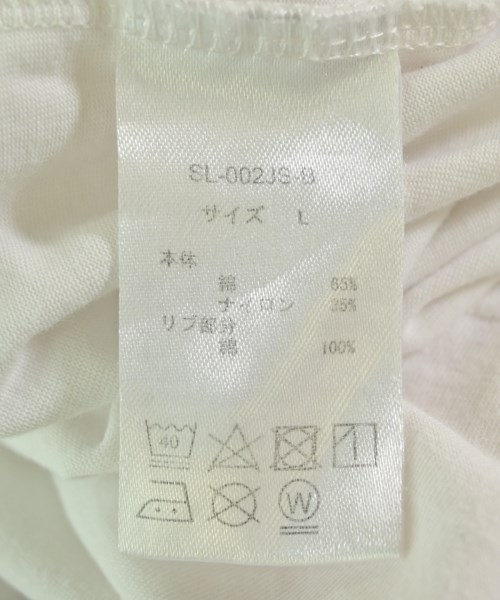 SL-002JS-B
サイズ L
本体
綿 65%
ナイロン 35%
リブ部分
綿 100%
40
W